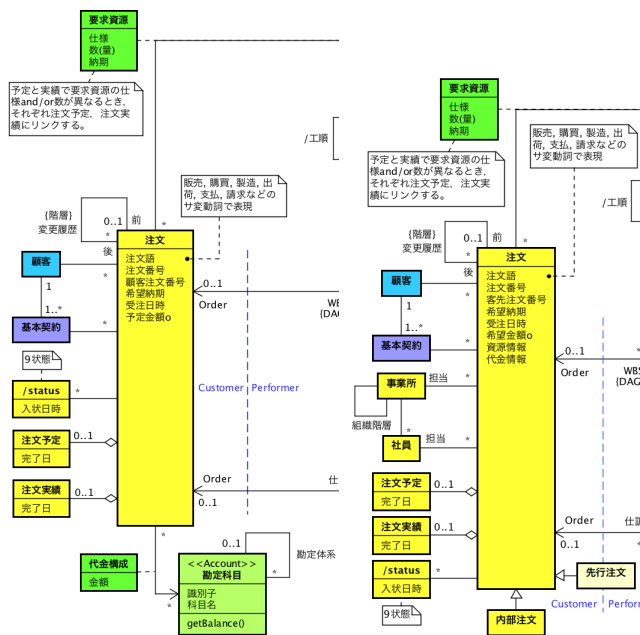 要求資源
仕様
数(量)
納期
予定と実績で要求資源の仕
様and/or数が異なるとき,
それぞれ注文予定, 注文実
績にリンクする。
/工順
販売, 購買, 製造, 出
荷, 支払, 請求などの
サ変動詞で表現
{階層}
変更履歴
0..1
前
*
*
後
注文
注文語
注文番号
顧客注文番号
希望納期
受注日時
予定金額o
顧客
*
1
1..*
基本契約
*
0..1
Order
WB
{DAG
9状態
/status
入状日時
*
Customer
Performer
注文予定
完了日
0..1
注文実績
完了日
0..1
Order
0..1
仕
代金構成
金額
*
*
0..1
*
勘定体系
<<Account>>
勘定科目
識別子
科目名
getBalance()
要求資源
仕様
数(量)
納期
予定と実績で要求資源の仕
様and/or数が異なるとき,
それぞれ注文予定, 注文実
績にリンクする。
販売, 購買, 製造, 出
荷, 支払, 請求などの
サ変動詞で表現
/工順
{階層}
変更履歴
0..1
前
*
*
後
注文
注文語
注文番号
客先注文番号
希望納期
受注日時
希望金額o
資源情報
代金情報
顧客
*
1
1..*
基本契約
*
0..1
Order
*
WBS
{DAG
事業所
担当
*
組織階層
*
社員
担当
*
注文予定
完了日
0..1
注文実績
完了日
0..1
Order
0..1
仕訳
*
/status
入状日時
*
9状態
先行注文
Customer
Perform
内部注文